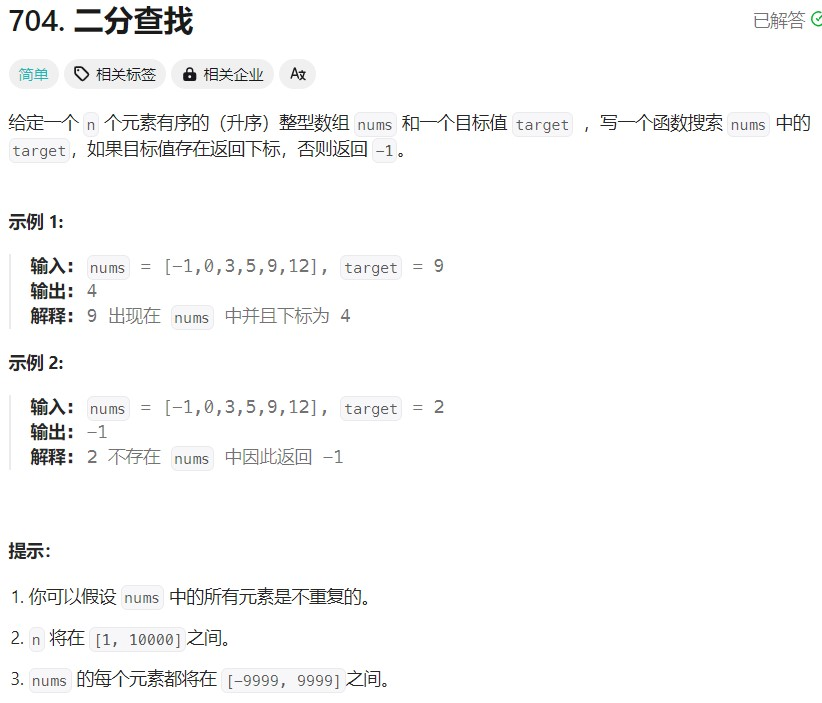 704. 二分查找
已解答
简单 相关标签 相关企业 Aᵡ
给定一个 n 个元素有序的（升序）整型数组 nums 和一个目标值 target ，写一个函数搜索 nums 中的
target，如果目标值存在返回下标，否则返回 -1。
示例 1:
输入: nums = [-1,0,3,5,9,12], target = 9
输出: 4
解释: 9 出现在 nums 中并且下标为 4
示例 2:
输入: nums = [-1,0,3,5,9,12], target = 2
输出: -1
解释: 2 不存在 nums 中因此返回 -1
提示：
1. 你可以假设 nums 中的所有元素是不重复的。
2. n 将在 [1, 10000]之间。
3. nums 的每个元素都将在 [-9999, 9999]之间。